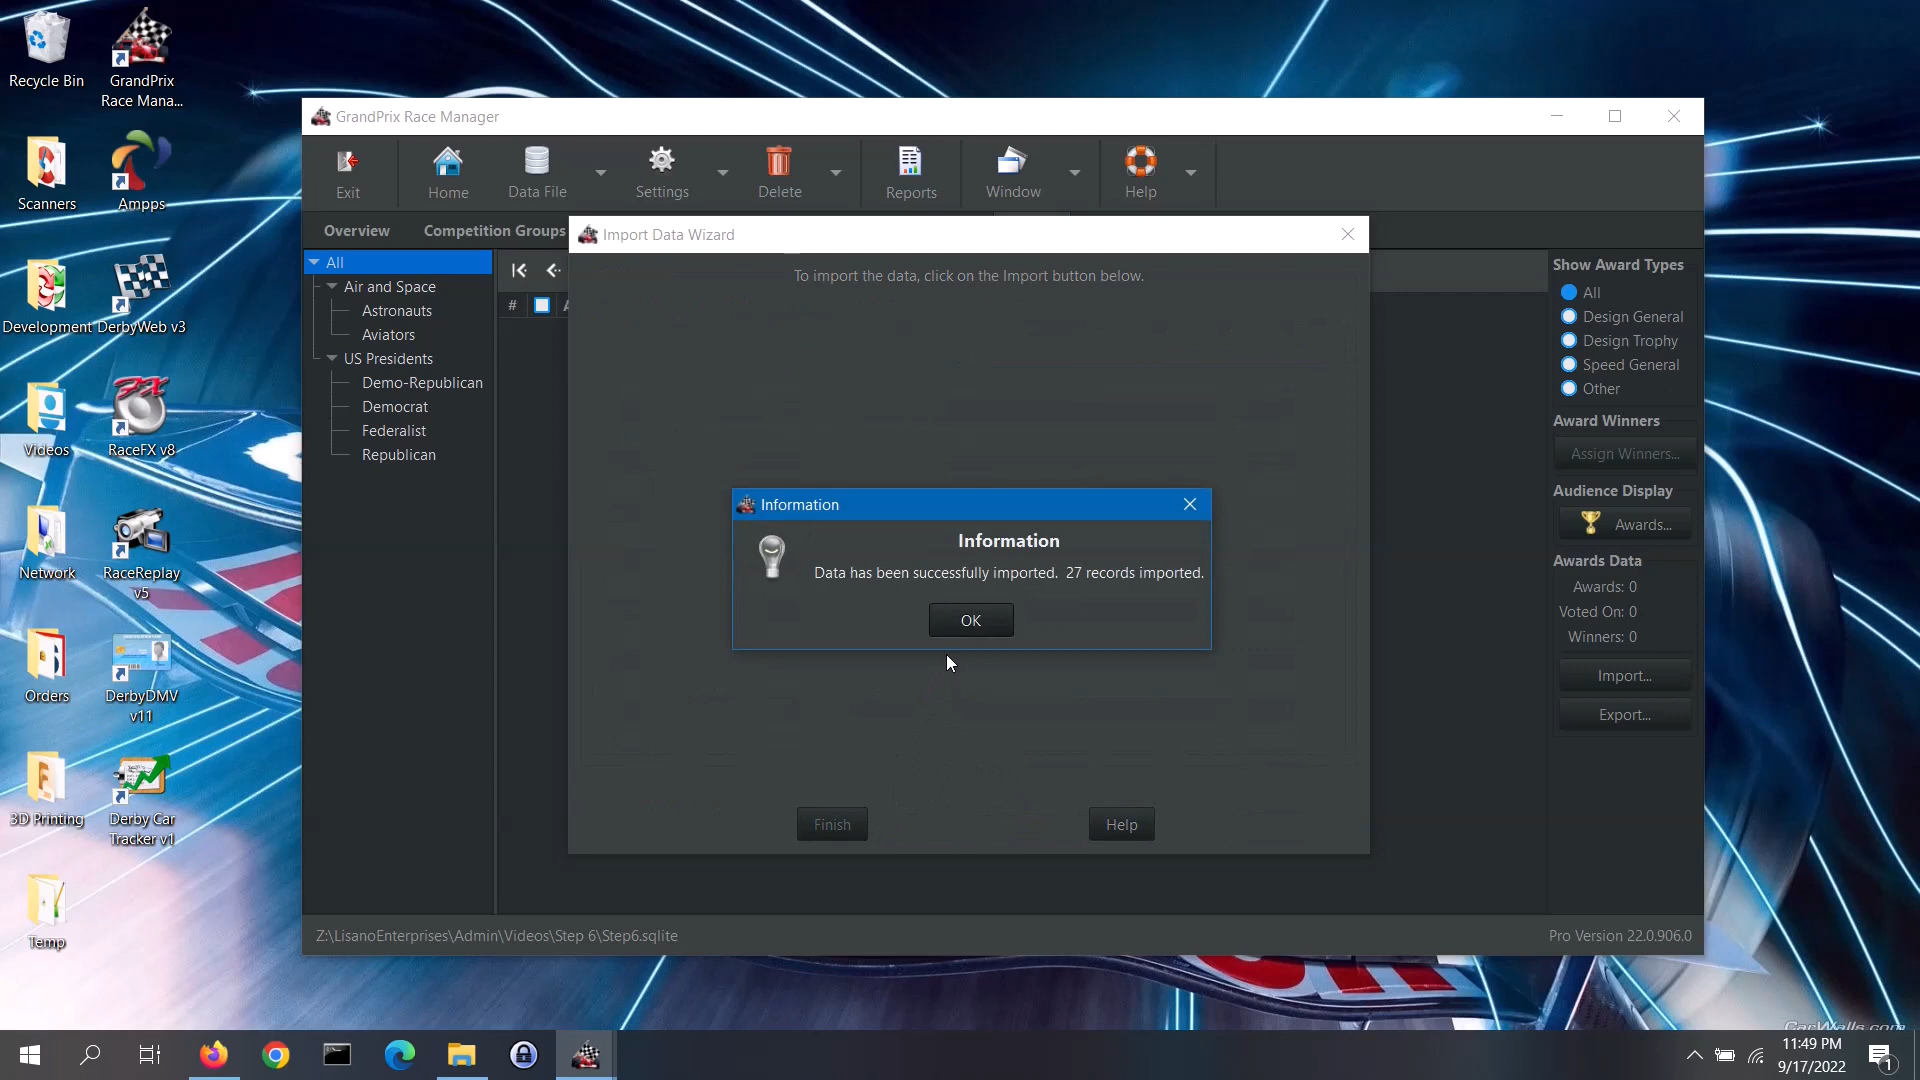 Recycle Bin
GrandPrix
Race Mana...
Scanners
Ampps
Development
DerbyWeb v3
Videos
RaceFX v8
Network
RaceReplay
v5
Orders
DerbyDMV
v11
3D Printing
Derby Car
Tracker v1
Temp
GrandPrix Race Manager
Exit
Home
Data File
Settings
Delete
Reports
Window
Help
Overview
Competition Groups
All
Air and Space
Astronauts
Aviators
US Presidents
Demo-Republican
Democrat
Federalist
Republican
#
Import Data Wizard
To import the data, click on the Import button below.
Information
Information
Data has been successfully imported.  27 records imported.
OK
Finish
Help
Show Award Types
All
Design General
Design Trophy
Speed General
Other
Award Winners
Assign Winners...
Audience Display
Awards...
Awards Data
Awards: 0
Voted On: 0
Winners: 0
Import...
Export...
Z:\LisanoEnterprises\Admin\Videos\Step 6\Step6.sqlite
Pro Version 22.0.906.0
CarWalls.com
11:49 PM
9/17/2022
1